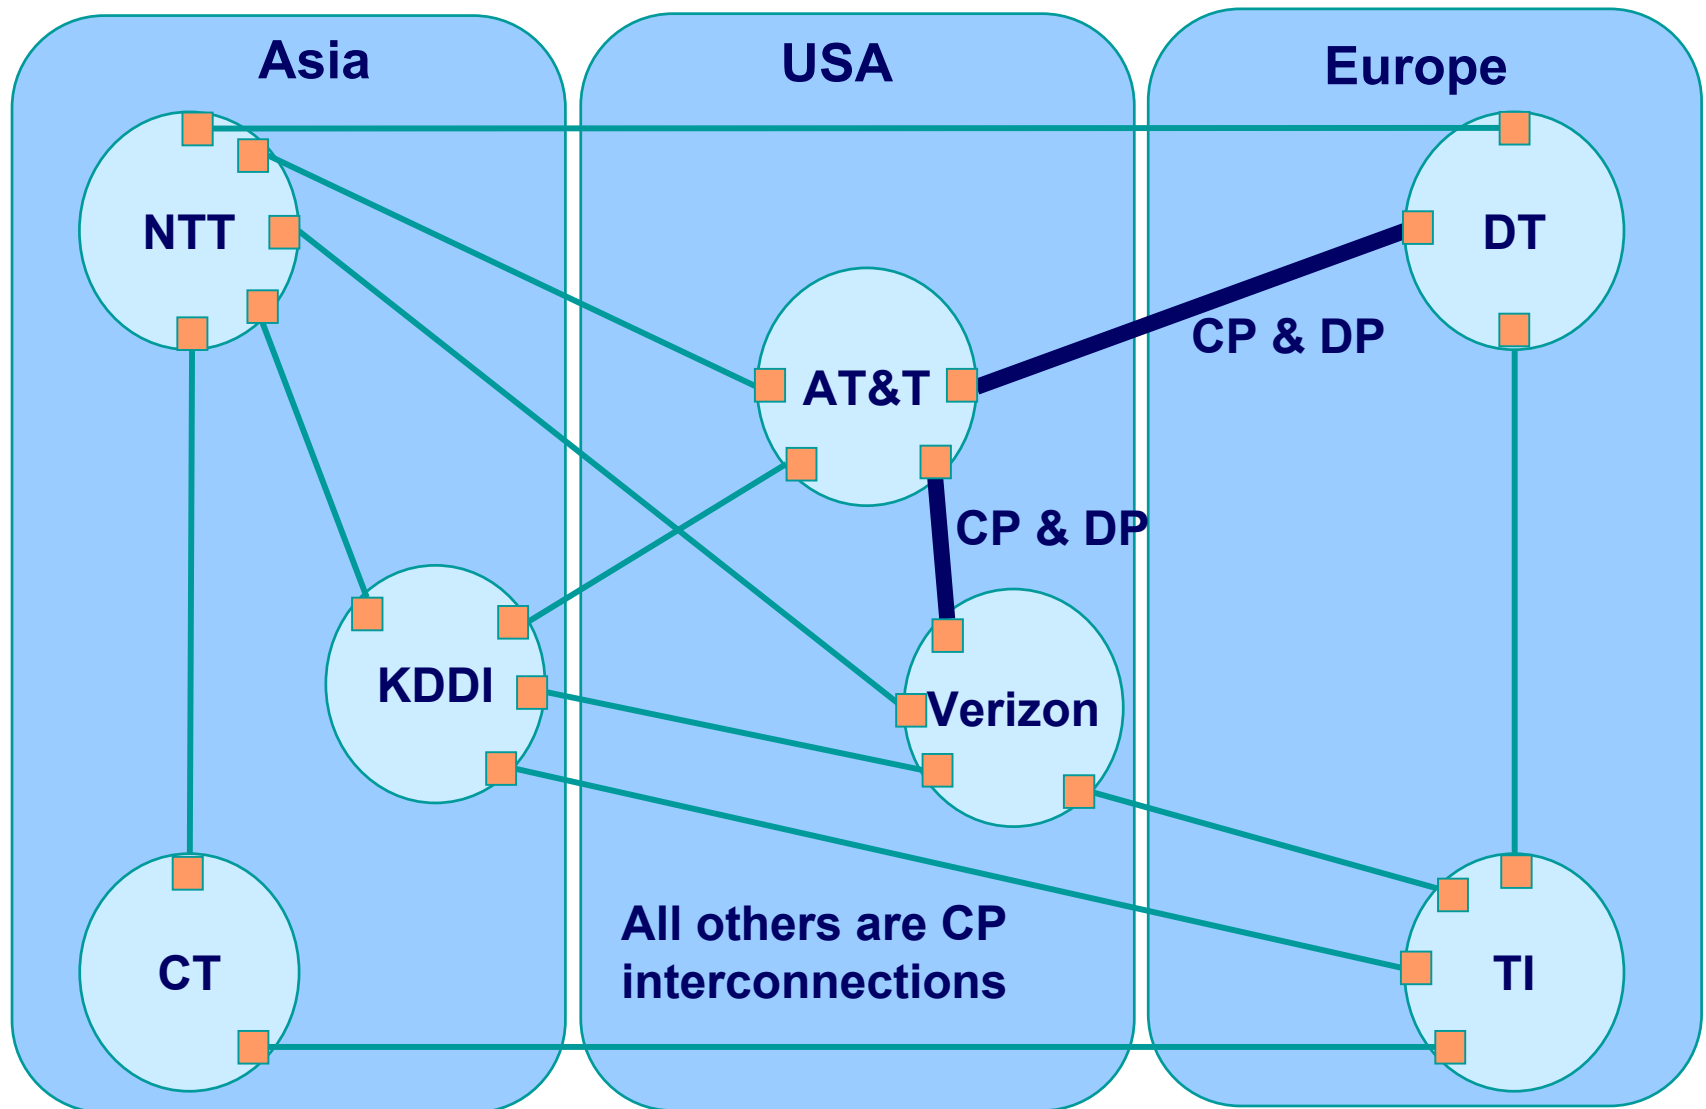 Asia
USA
Europe
NTT
DT
CP & DP
AT&T
CP & DP
KDDI
Verizon
All others are CP
interconnections
CT
TI